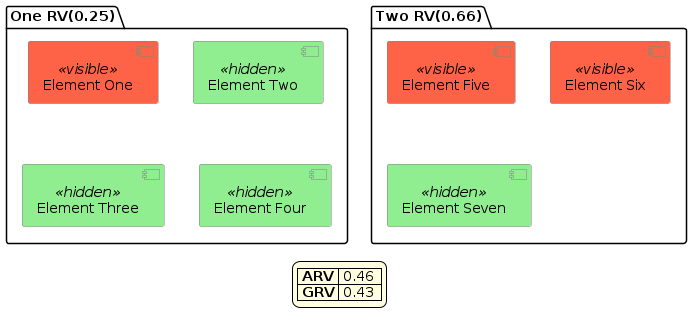 One RV(0.25)
«visible»
Element One
«hidden»
Element Two
«hidden»
Element Three
«hidden»
Element Four
Two RV(0.66)
«visible»
Element Five
«visible»
Element Six
«hidden»
Element Seven
ARV 0.46
GRV 0.43